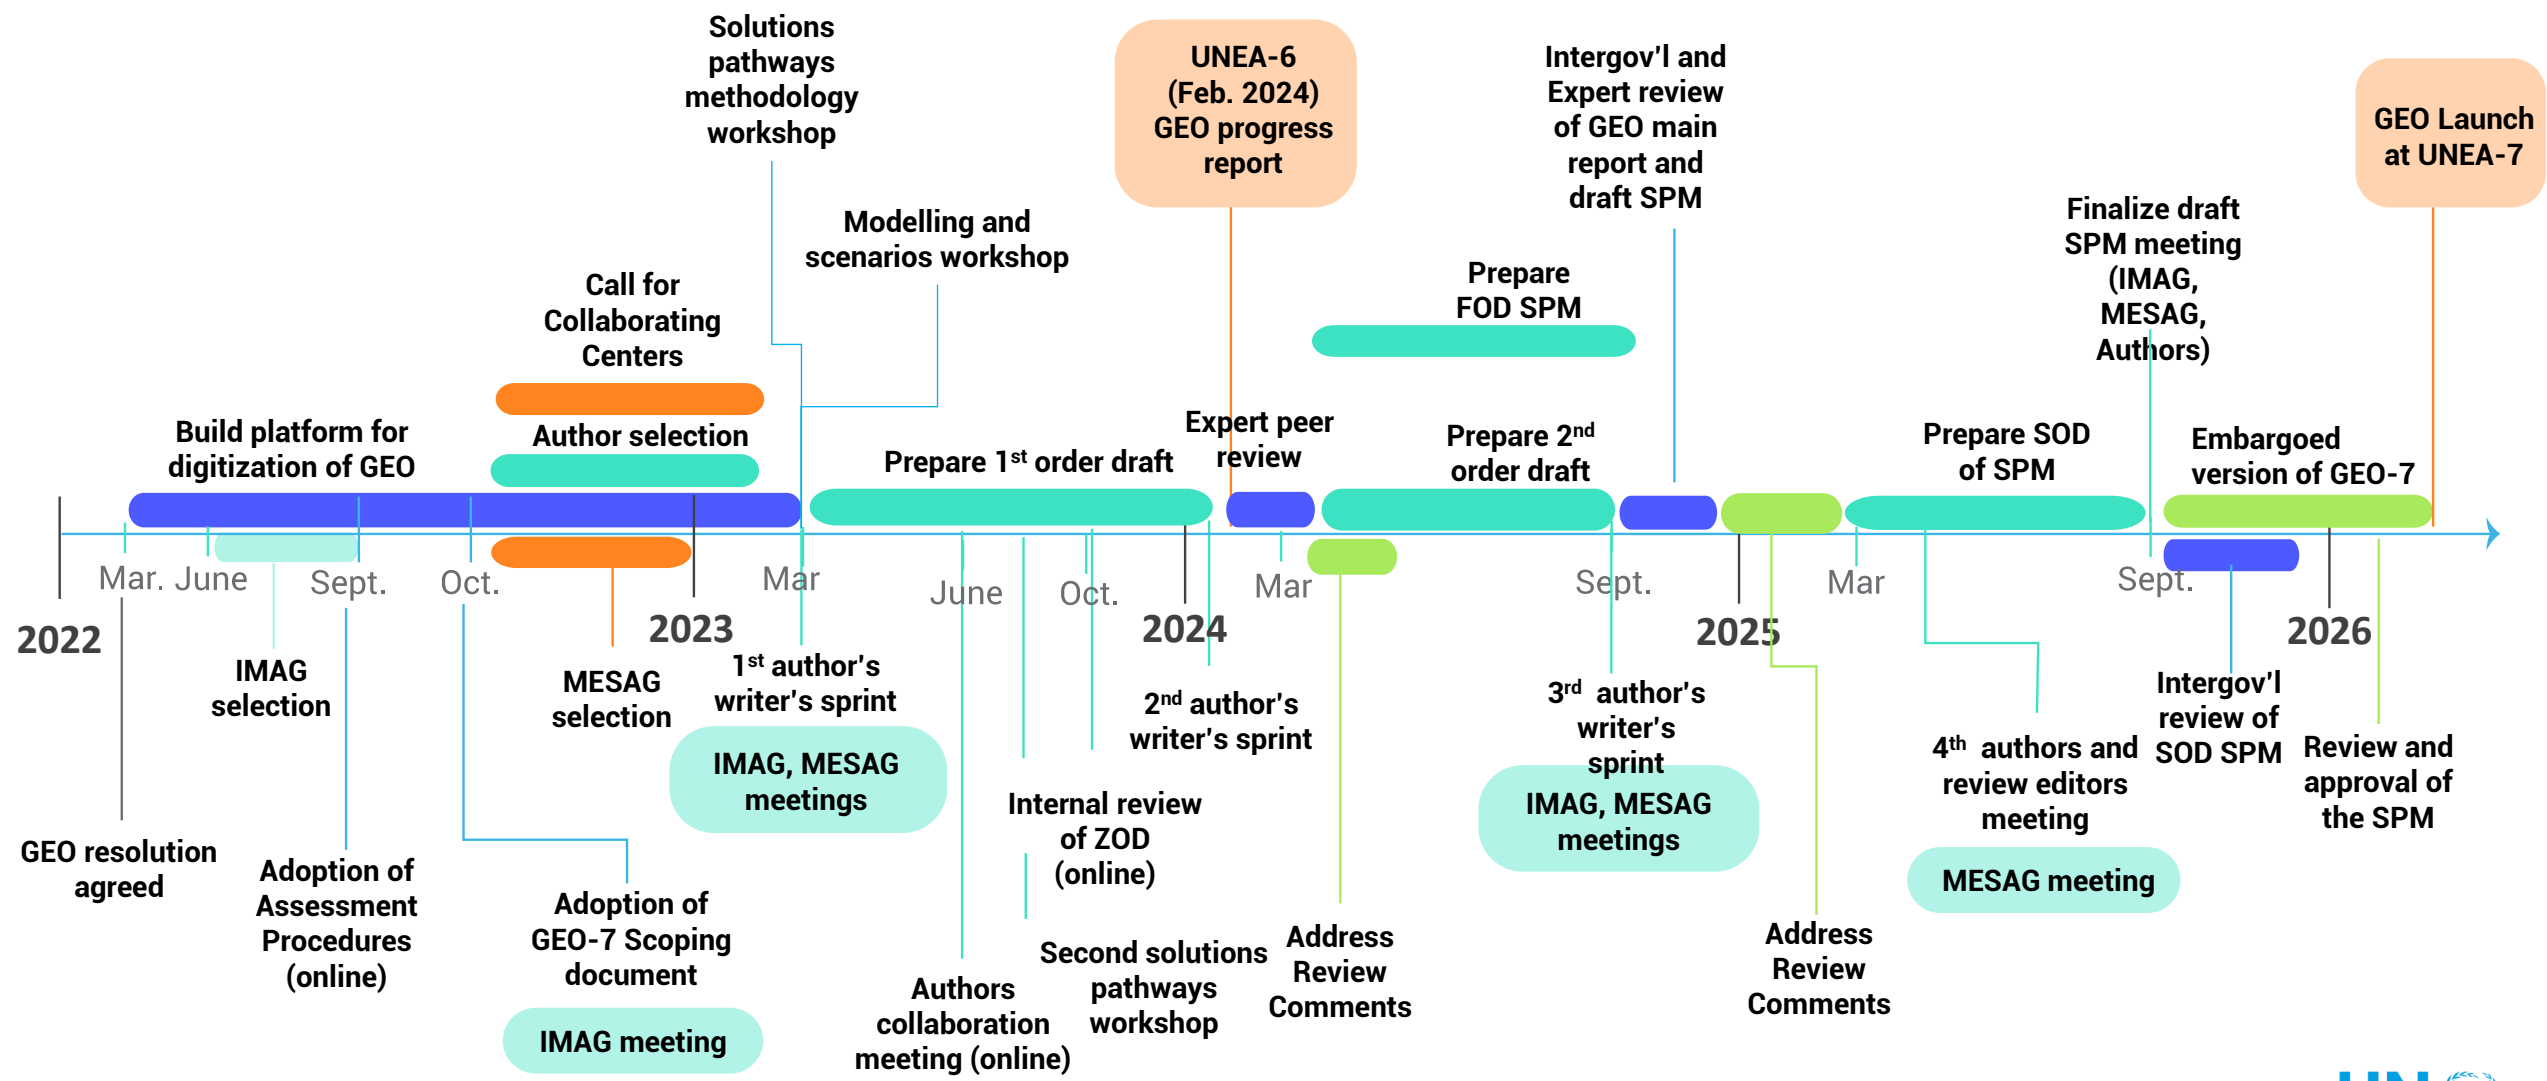 Solutions
pathways
methodology
workshop
UNEA-6
(Feb. 2024)
GEO progress
report
Intergov'l and
Expert review
of GEO main
report and
draft SPM
GEO Launch
at UNEA-7
Modelling and
scenarios workshop
Finalize draft
SPM meeting
(IMAG,
MESAG,
Authors)
Call for
Collaborating
Centers
Prepare
FOD SPM
Build platform for
digitization of GEO
Author selection
Prepare 1st order draft
Expert peer
review
Prepare 2nd
order draft
Prepare SOD
of SPM
Embargoed
version of GEO-7
Mar.
June
Sept.
Oct.
Mar
June
Oct.
Mar
Sept.
Mar
Sept.
2022
2023
2024
2025
2026
GEO resolution
agreed
IMAG
selection
Adoption of
Assessment
Procedures
(online)
MESAG
selection
Adoption of
GEO-7 Scoping
document
IMAG meeting
1st author's
writer's sprint
IMAG, MESAG
meetings
Authors
collaboration
meeting (online)
Internal review
of ZOD
(online)
Second solutions
pathways
workshop
2nd author's
writer's sprint
Address
Review
Comments
3rd author's
writer's
sprint
IMAG, MESAG
meetings
Address
Review
Comments
4th authors and
review editors
meeting
MESAG meeting
Intergov'l
review of
SOD SPM
Review and
approval of
the SPM